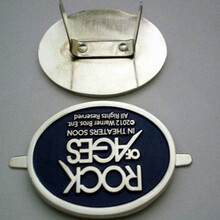 ROCK
OF AGES
IN THEATERS SOON
©2012 Warner Bros. Ent.
All Rights Reserved